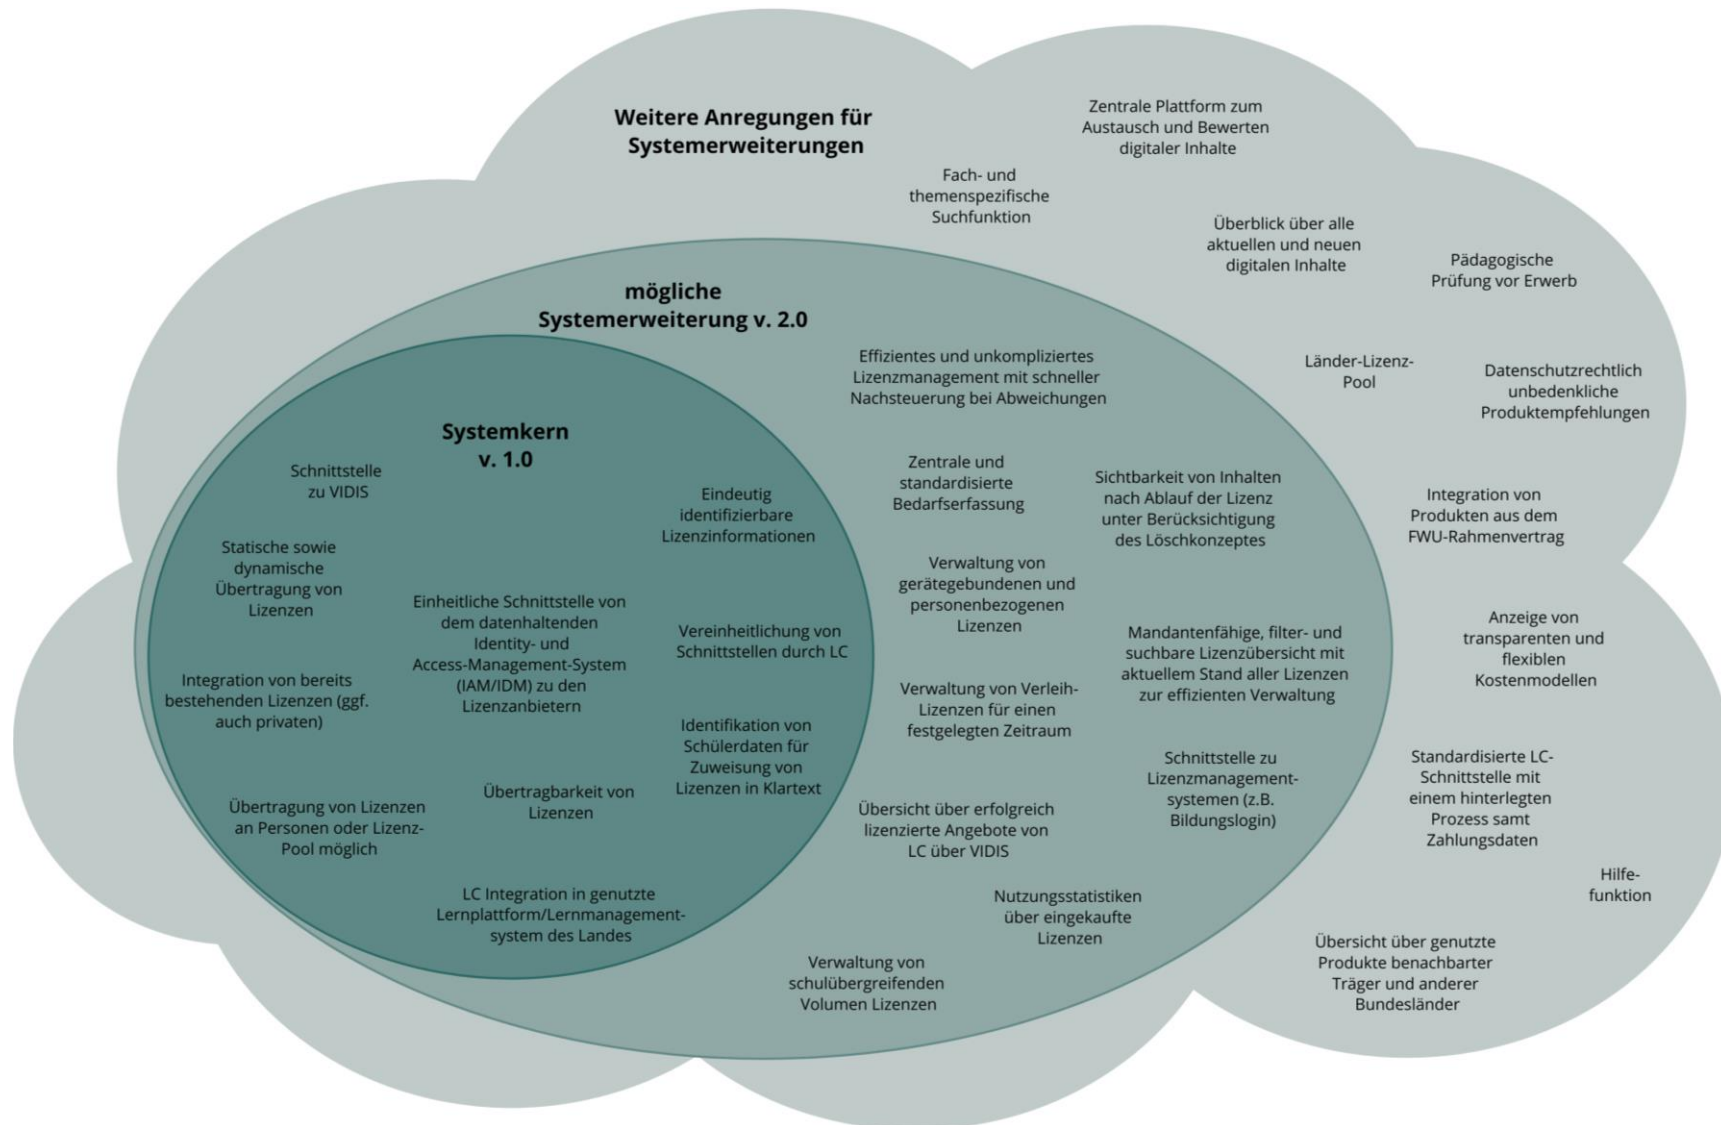 Weitere Anregungen für
Systemerweiterungen
Zentrale Plattform zum
Austausch und Bewerten
digitaler Inhalte
Fach- und
themenspezifische
Suchfunktion
Überblick über alle
aktuellen und neuen
digitalen Inhalte
Pädagogische
Prüfung vor Erwerb
Länder-Lizenz-
Pool
Datenschutzrechtlich
unbedenkliche
Produktempfehlungen
Integration von
Produkten aus dem
FWU-Rahmenvertrag
Anzeige von
transparenten und
flexiblen
Kostenmodellen
Standardisierte LC-
Schnittstelle mit
einem hinterlegten
Prozess samt
Zahlungsdaten
Hilfe-
funktion
Übersicht über genutzte
Produkte benachbarter
Träger und anderer
Bundesländer
mögliche
Systemerweiterung v. 2.0
Effizientes und unkompliziertes
Lizenzmanagement mit schneller
Nachsteuerung bei Abweichungen
Zentrale und
standardisierte
Bedarfserfassung
Sichtbarkeit von Inhalten
nach Ablauf der Lizenz
unter Berücksichtigung
des Löschkonzeptes
Verwaltung von
gerätegebundenen und
personenbezogenen
Lizenzen
Mandantenfähige, filter- und
suchbare Lizenzübersicht mit
aktuellem Stand aller Lizenzen
zur effizienten Verwaltung
Verwaltung von Verleih-
Lizenzen für einen
festgelegten Zeitraum
Schnittstelle zu
Lizenzmanagement-
systemen (z.B.
Bildungslogin)
Übersicht über erfolgreich
lizenzierte Angebote von
LC über VIDIS
Nutzungsstatistiken
über eingekaufte
Lizenzen
Verwaltung von
schulübergreifenden
Volumen Lizenzen
Systemkern
v. 1.0
Schnittstelle
zu VIDIS
Eindeutig
identifizierbare
Lizenzinformationen
Statische sowie
dynamische
Übertragung von
Lizenzen
Einheitliche Schnittstelle von
dem datenhaltenden
Identity- und
Access-Management-System
(IAM/IDM) zu den
Lizenzanbietern
Vereinheitlichung von
Schnittstellen durch LC
Integration von bereits
bestehenden Lizenzen (ggf.
auch privaten)
Identifikation von
Schülerdaten für
Zuweisung von
Lizenzen in Klartext
Übertragbarkeit von
Lizenzen
Übertragung von Lizenzen
an Personen oder Lizenz-
Pool möglich
LC Integration in genutzte
Lernplattform/Lernmanagement-
system des Landes